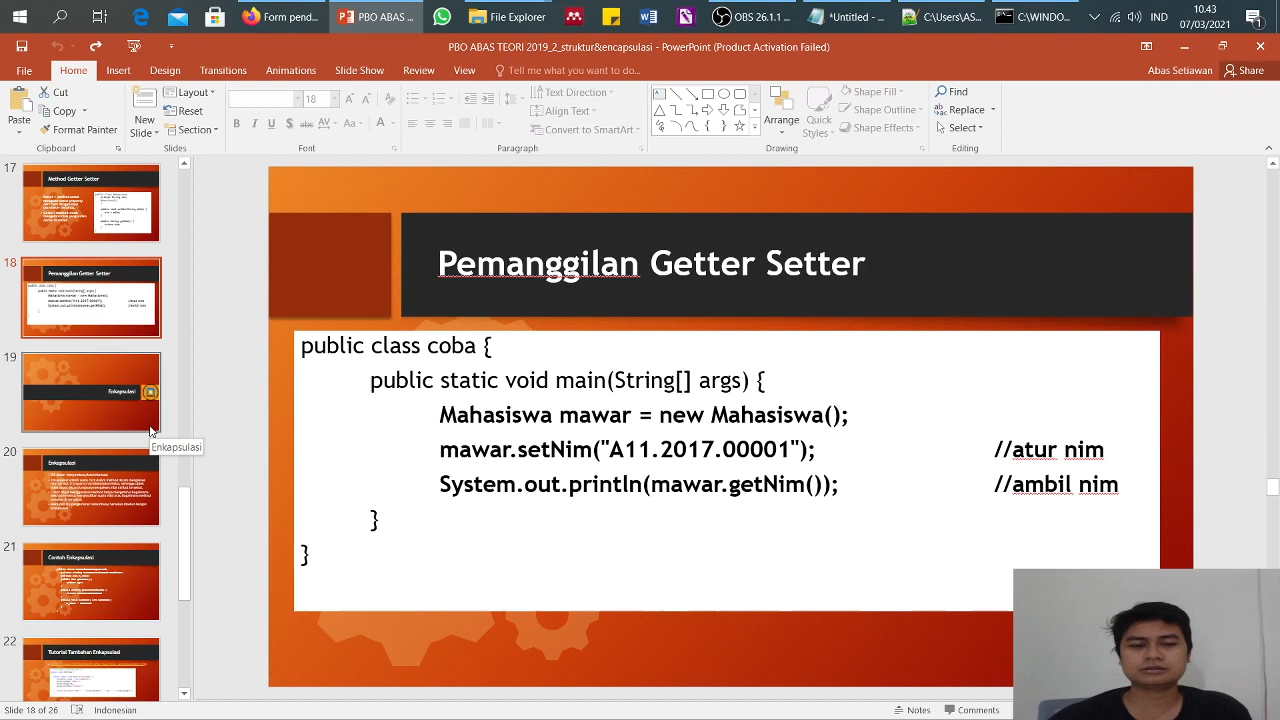 Form pend...
PBO ABAS ...
File Explorer
OBS 26.1.1 ...
*Untitled - ...
C:\Users\AS...
C:\WINDO...
IND
10.43
07/03/2021
1
PBO ABAS TEORI 2019_2_struktur&encapsulasi - PowerPoint (Product Activation Failed)
File
Home
Insert
Design
Transitions
Animations
Slide Show
Review
View
Tell me what you want to do...
Abas Setiawan
Share
Paste
Cut
Copy
Format Painter
Clipboard
New Slide
Layout
Reset
Section
Slides
18
Font
Text Direction
Align Text
Convert to SmartArt
Paragraph
Arrange
Quick Styles
Shape Fill
Shape Outline
Shape Effects
Drawing
Find
Replace
Select
Editing
17
Method Getter Setter
18
Pemanggilan Getter Setter
19
Enkapsulasi
Enkapsulasi
20
Enkapsulasi
21
Contoh Enkapsulasi
22
Tutorial Tambahan Enkapsulasi
Pemanggilan Getter Setter
public class coba {
public static void main(String[] args) {
Mahasiswa mawar = new Mahasiswa();
mawar.setNim("A11.2017.00001"); //atur nim
System.out.println(mawar.getNim()); //ambil nim
}
}
Slide 18 of 26
Indonesian
Notes
Comments